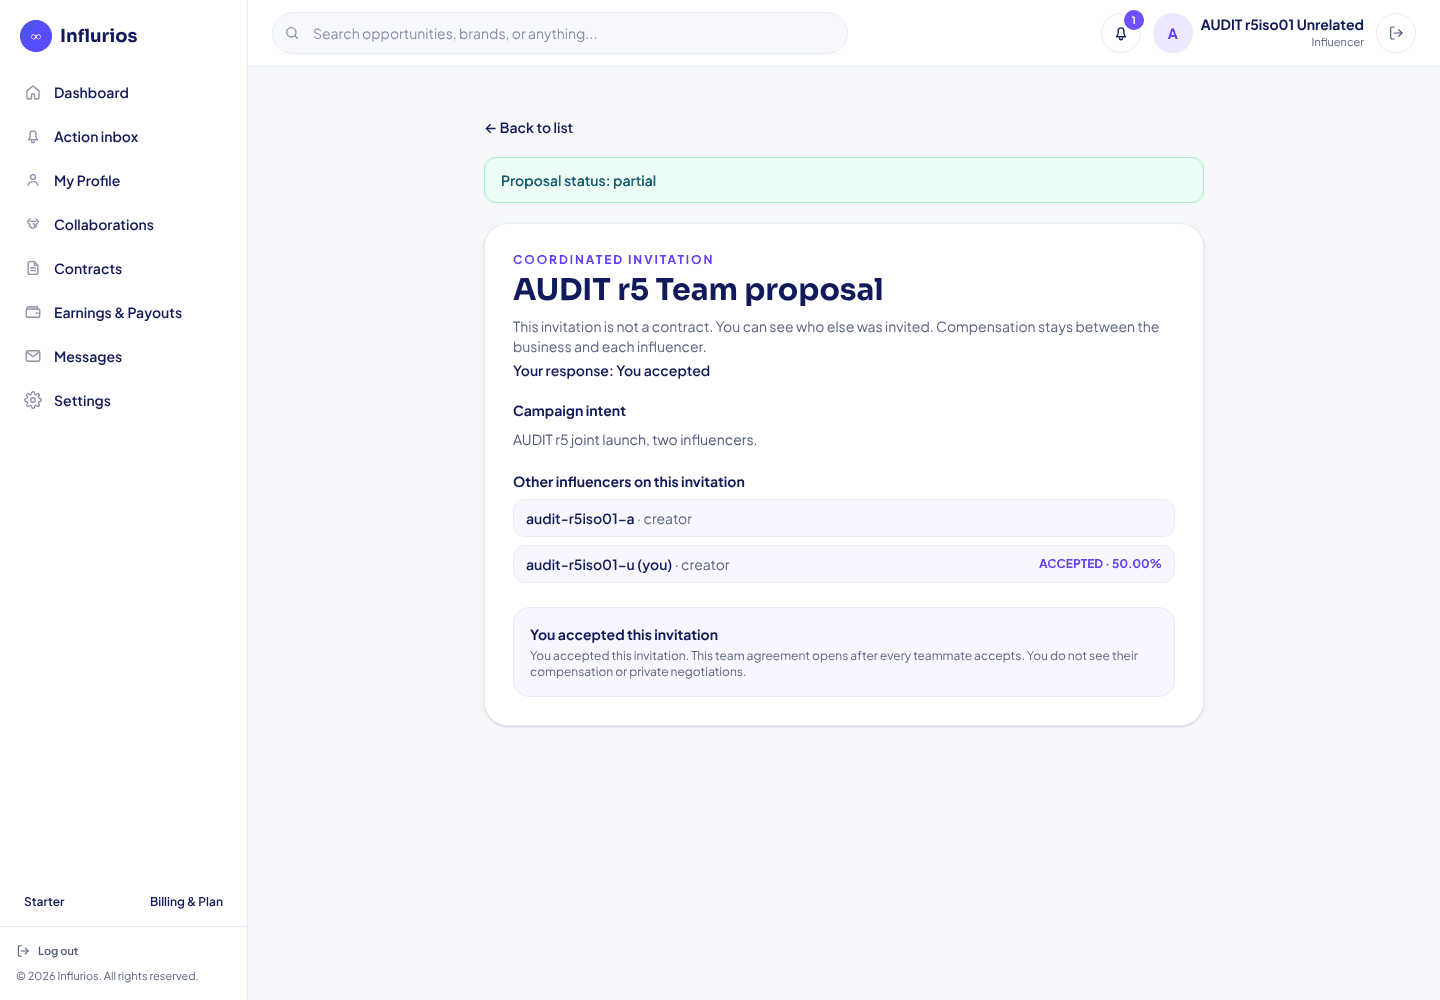 ∞ Influrios
Search opportunities, brands, or anything...
1
A
AUDIT r5iso01 Unrelated
Influencer
Dashboard
Action inbox
My Profile
Collaborations
Contracts
Earnings & Payouts
Messages
Settings
← Back to list
Proposal status: partial
COORDINATED INVITATION
AUDIT r5 Team proposal
This invitation is not a contract. You can see who else was invited. Compensation stays between the
business and each influencer.
Your response: You accepted
Campaign intent
AUDIT r5 joint launch, two influencers.
Other influencers on this invitation
audit-r5iso01-a · creator
audit-r5iso01-u (you) · creator ACCEPTED · 50.00%
You accepted this invitation
You accepted this invitation. This team agreement opens after every teammate accepts. You do not see their
compensation or private negotiations.
Starter Billing & Plan
Log out
© 2026 Influrios. All rights reserved.